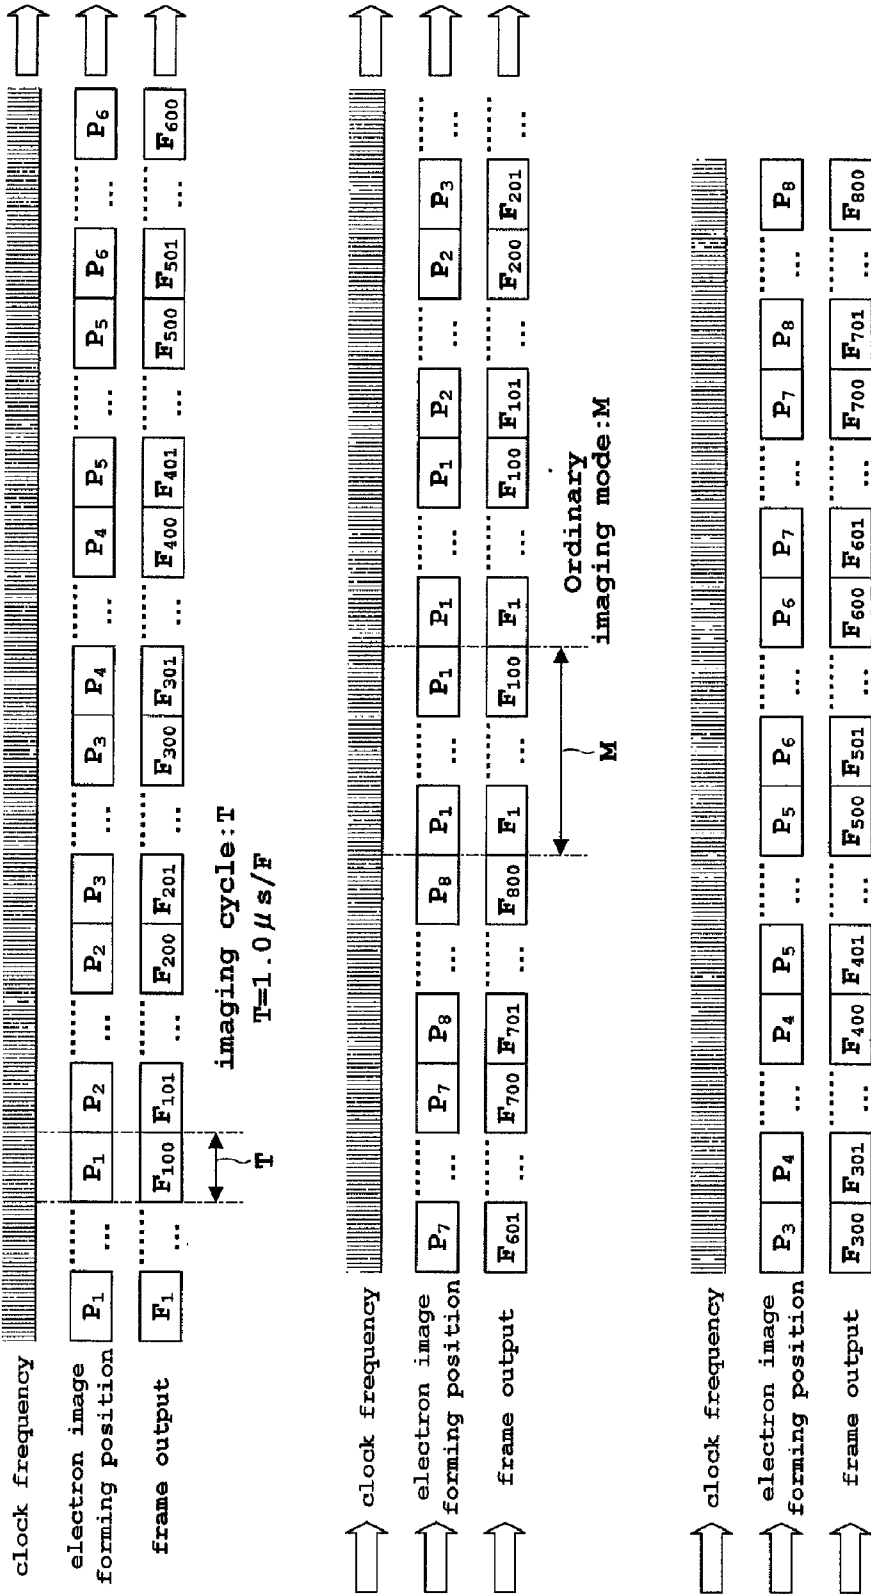 clock frequency
electron image
forming position
P1 ...... ... P1 P2 ...... ... P2 P3 ...... ... P3 P4 ...... ... P4 P5 ...... ... P5 P6 ...... ... P6
frame output
F1 ...... ... F100 F101 ...... ... F200 F201 ...... ... F300 F301 ...... ... F400 F401 ...... ... F500 F501 ...... ... F600
T
imaging cycle:T
T=1.0μs/F
clock frequency
electron image
forming position
P7 ...... ... P7 P8 ...... ... P8 P1 ...... ... P1 P1 ...... ... P1 P2 ...... ... P2 P3 ...... ...
frame output
F601 ...... ... F700 F701 ...... ... F800 F1 ...... ... F100 F1 ...... ... F100 F101 ...... ... F200 F201 ...... ...
M
Ordinary
imaging mode:M
clock frequency
electron image
forming position
P3 P4 ...... ... P4 P5 ...... ... P5 P6 ...... ... P6 P7 ...... ... P7 P8 ...... ... P8
frame output
F300 F301 ...... ... F400 F401 ...... ... F500 F501 ...... ... F600 F601 ...... ... F700 F701 ...... ... F800